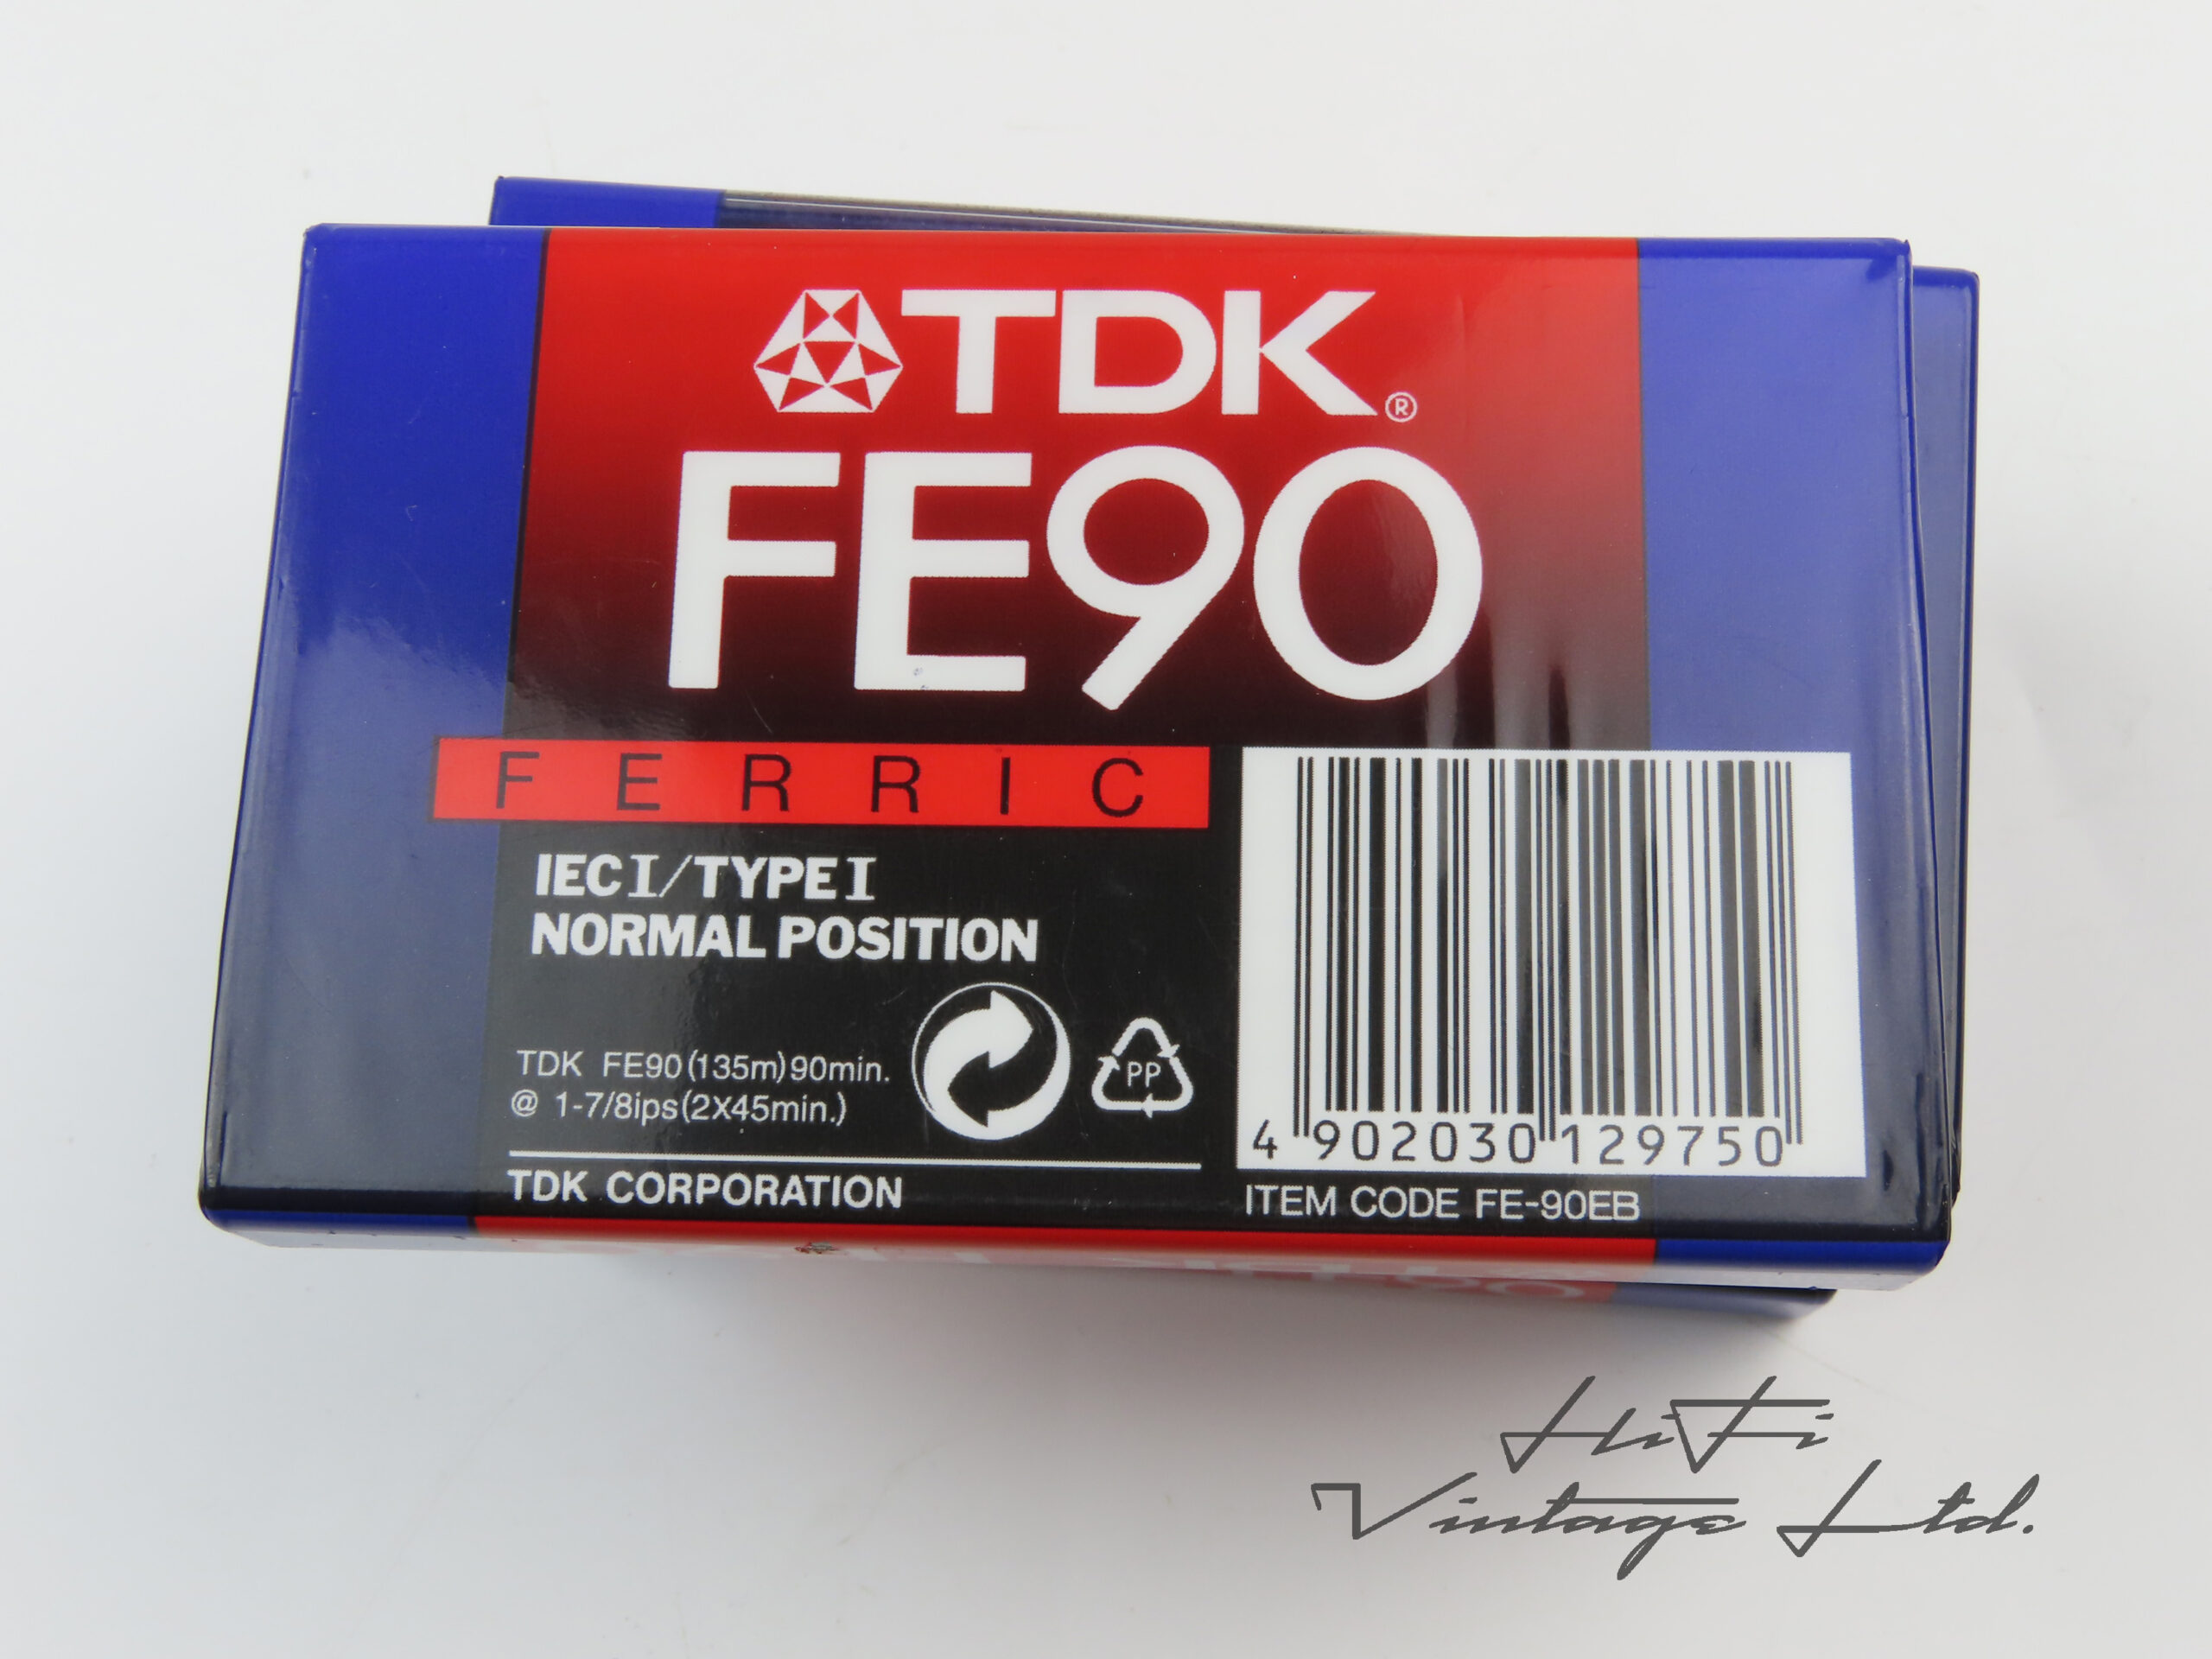 TDK®
FE90
FERRIC
IEC I/TYPE I
NORMAL POSITION
TDK FE90(135m)90min.
@ 1-7/8ips(2X45min.)
PP
TDK CORPORATION
4 902030 129750
ITEM CODE FE-90EB
HiFi
Vintage Ltd.